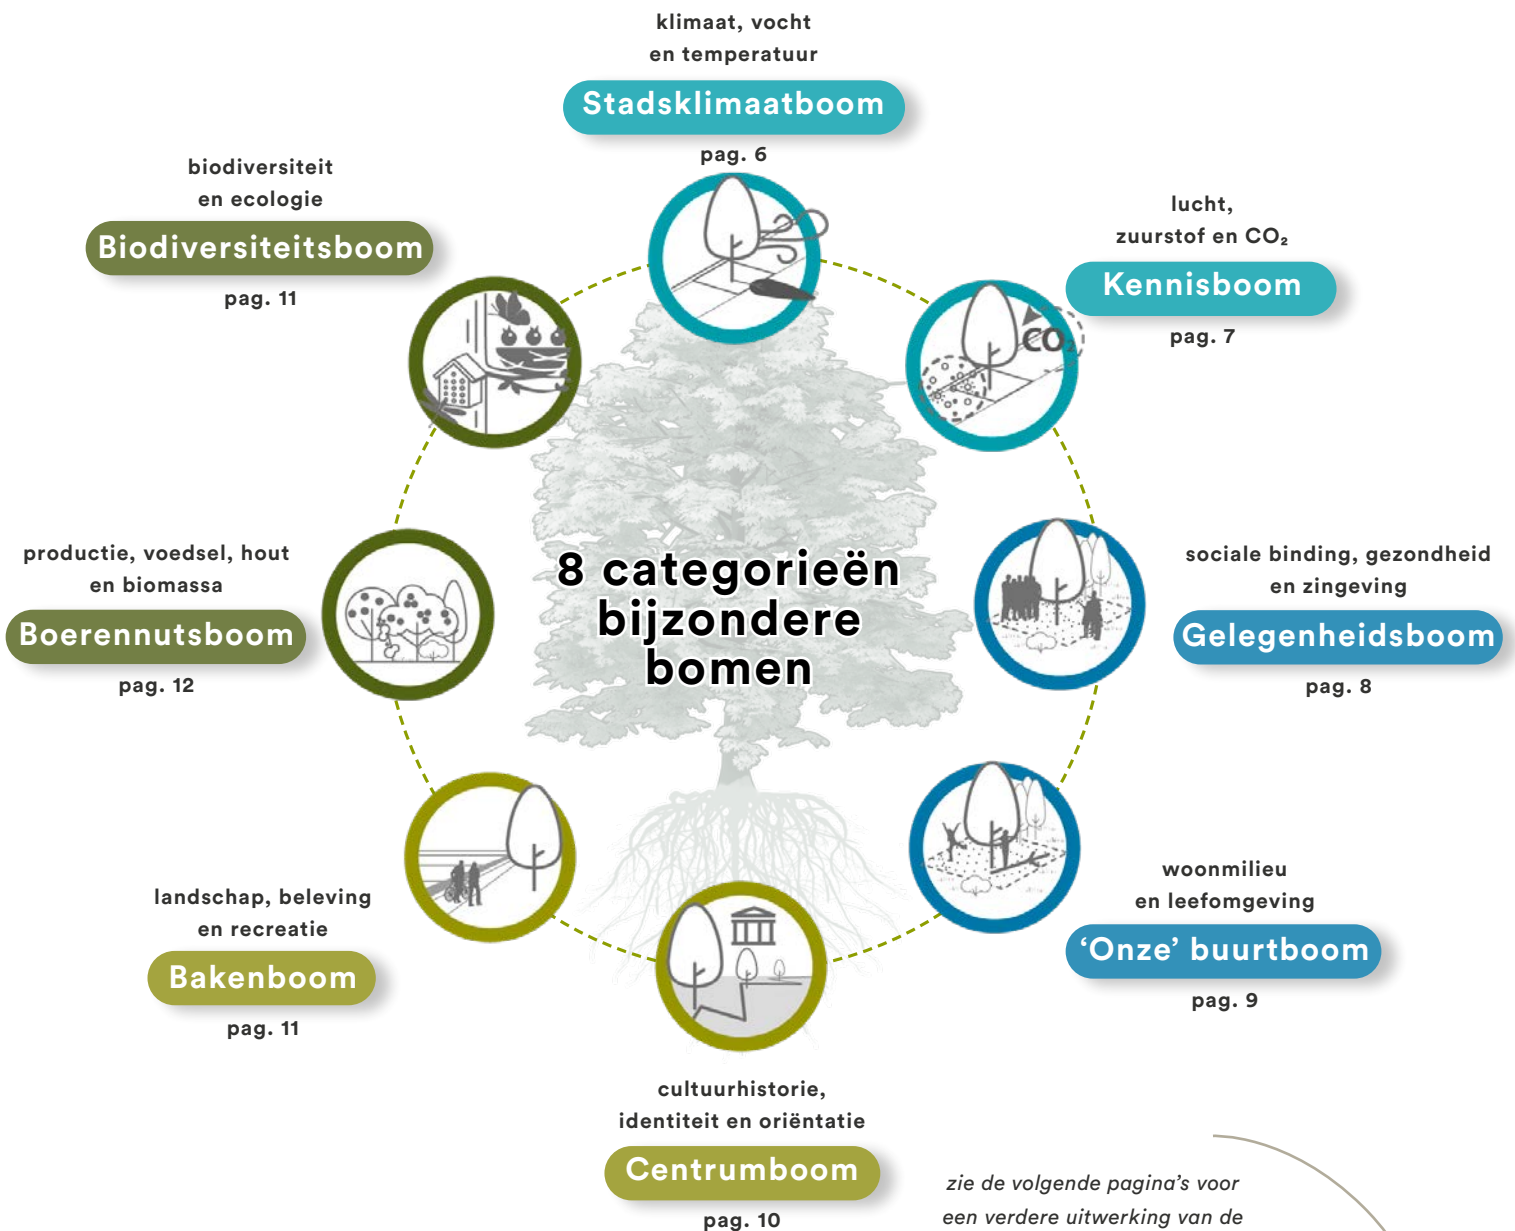 klimaat, vocht
en temperatuur
Stadsklimaatboom
pag. 6
lucht,
zuurstof en CO₂
Kennisboom
pag. 7
CO₂
sociale binding, gezondheid
en zingeving
Gelegenheidsboom
pag. 8
woonmilieu
en leefomgeving
‘Onze’ buurtboom
pag. 9
cultuurhistorie,
identiteit en oriëntatie
Centrumboom
pag. 10
landschap, beleving
en recreatie
Bakenboom
pag. 11
productie, voedsel, hout
en biomassa
Boerennutsboom
pag. 12
biodiversiteit
en ecologie
Biodiversiteitsboom
pag. 11
8 categorieën
bijzondere
bomen
zie de volgende pagina’s voor
een verdere uitwerking van de